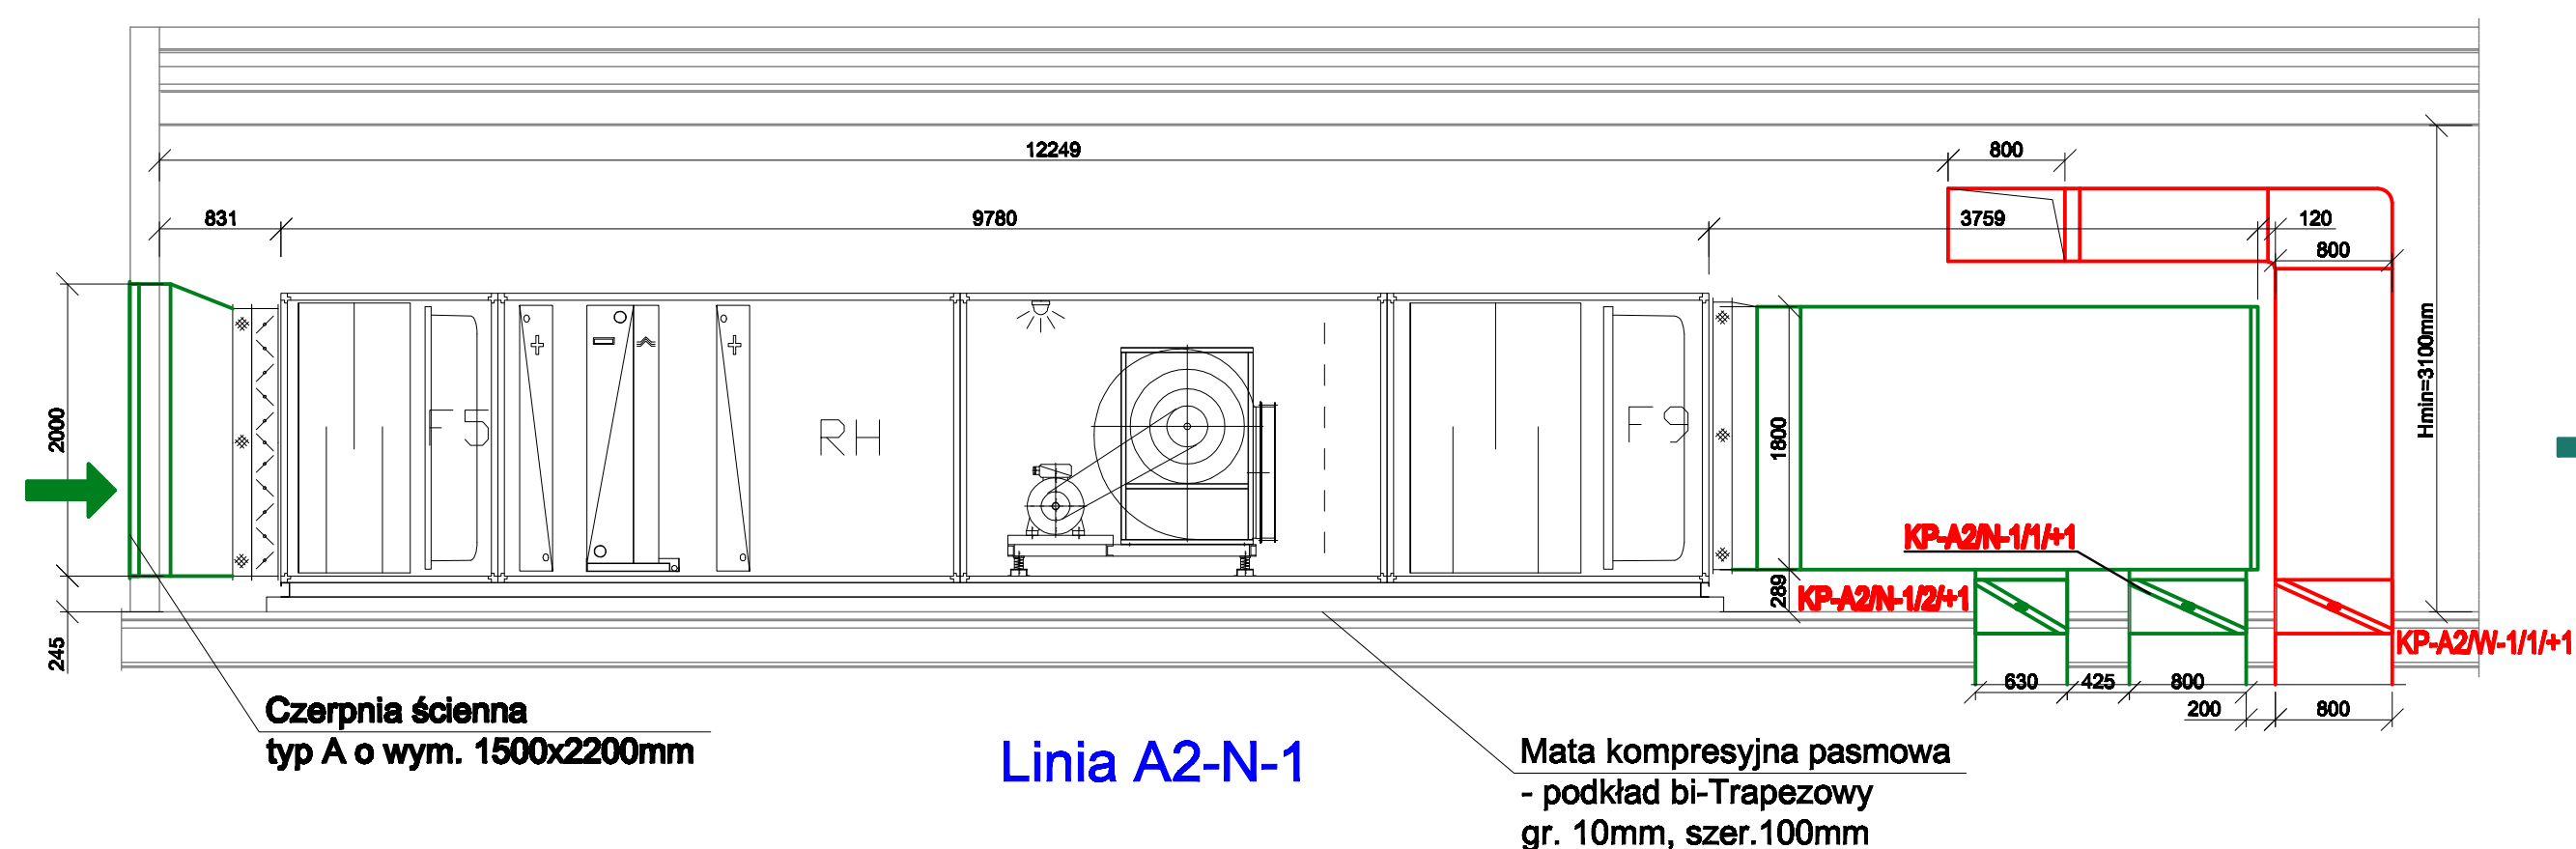 12249
800
831
9780
3759
120
800
2000
245
F5
RH
F9
1800
289
Hmin=3100mm
KP-A2/N-1/1/+1
KP-A2/N-1/2/+1
KP-A2/W-1/1/+1
630
425
800
200
800
Czerpnia ścienna
typ A o wym. 1500x2200mm
Linia A2-N-1
Mata kompresyjna pasmowa
- podkład bi-Trapezowy
gr. 10mm, szer.100mm